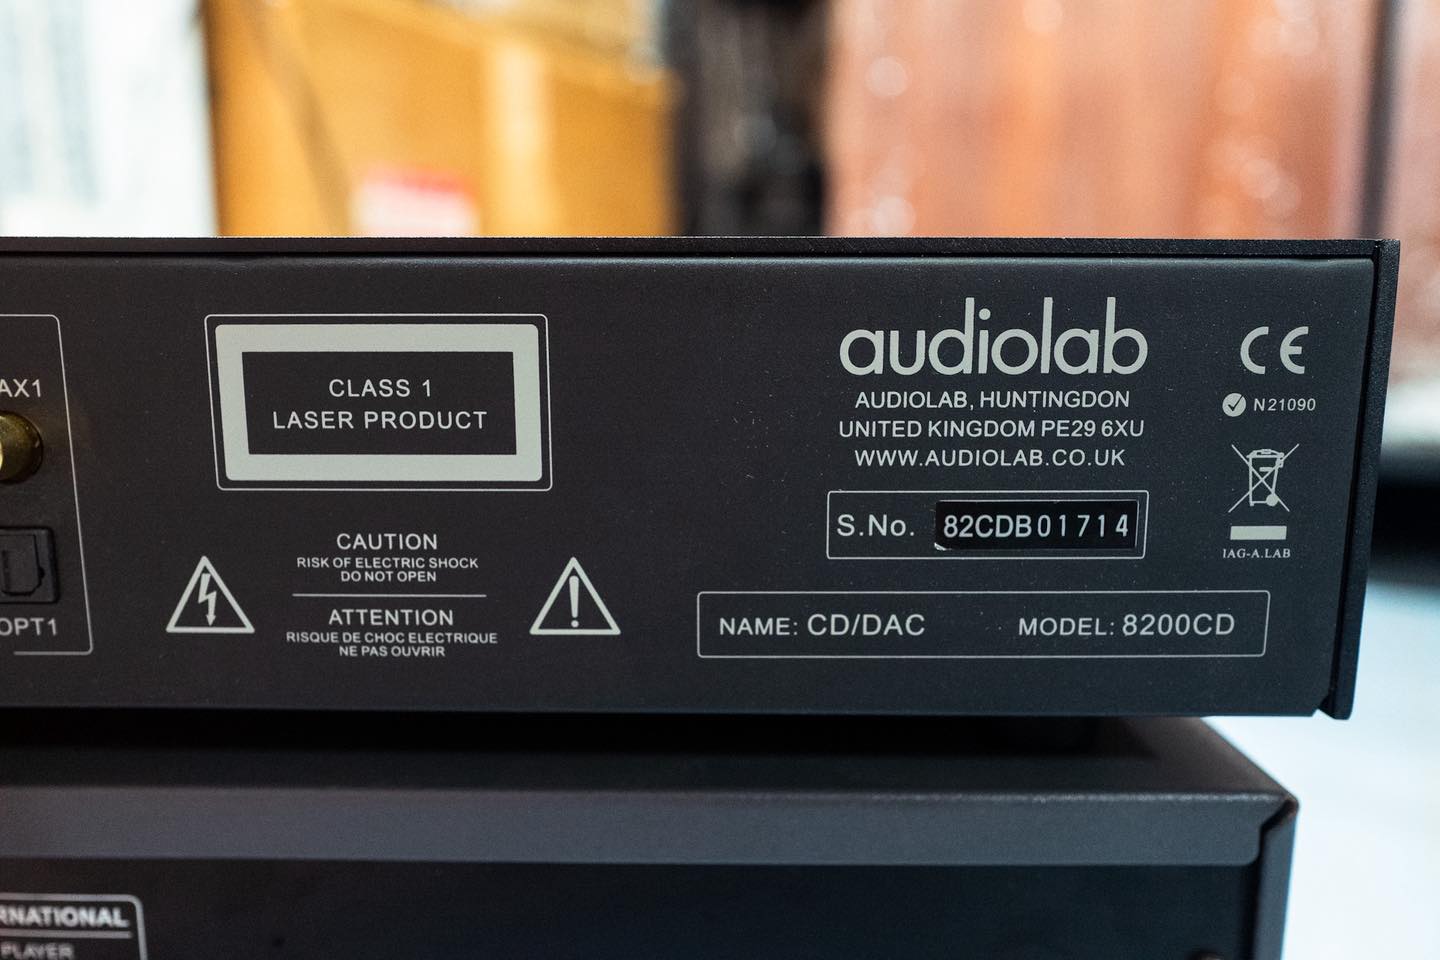 AX1
OPT1
CLASS 1
LASER PRODUCT
CAUTION
RISK OF ELECTRIC SHOCK
DO NOT OPEN
ATTENTION
RISQUE DE CHOC ELECTRIQUE
NE PAS OUVRIR
audiolab
AUDIOLAB, HUNTINGDON
UNITED KINGDOM PE29 6XU
WWW.AUDIOLAB.CO.UK
S.No. 82CDB01714
NAME: CD/DAC MODEL: 8200CD
CE
N21090
IAG-A.LAB
RNATIONAL
PLAYER